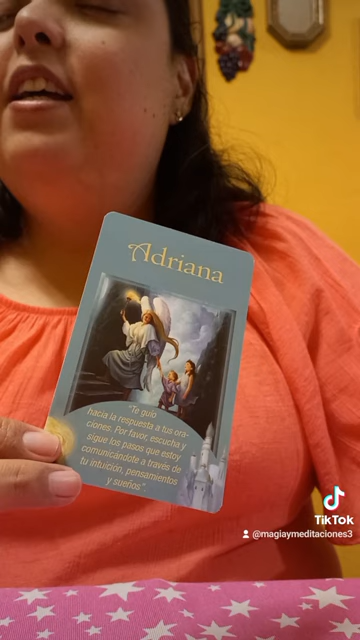 Adriana
"Te guío
hacia la respuesta a tus ora-
ciones. Por favor, escucha y
sigue los pasos que estoy
comunicándote a través de
tu intuición, pensamientos
y sueños".
TikTok
@magiaymeditaciones3